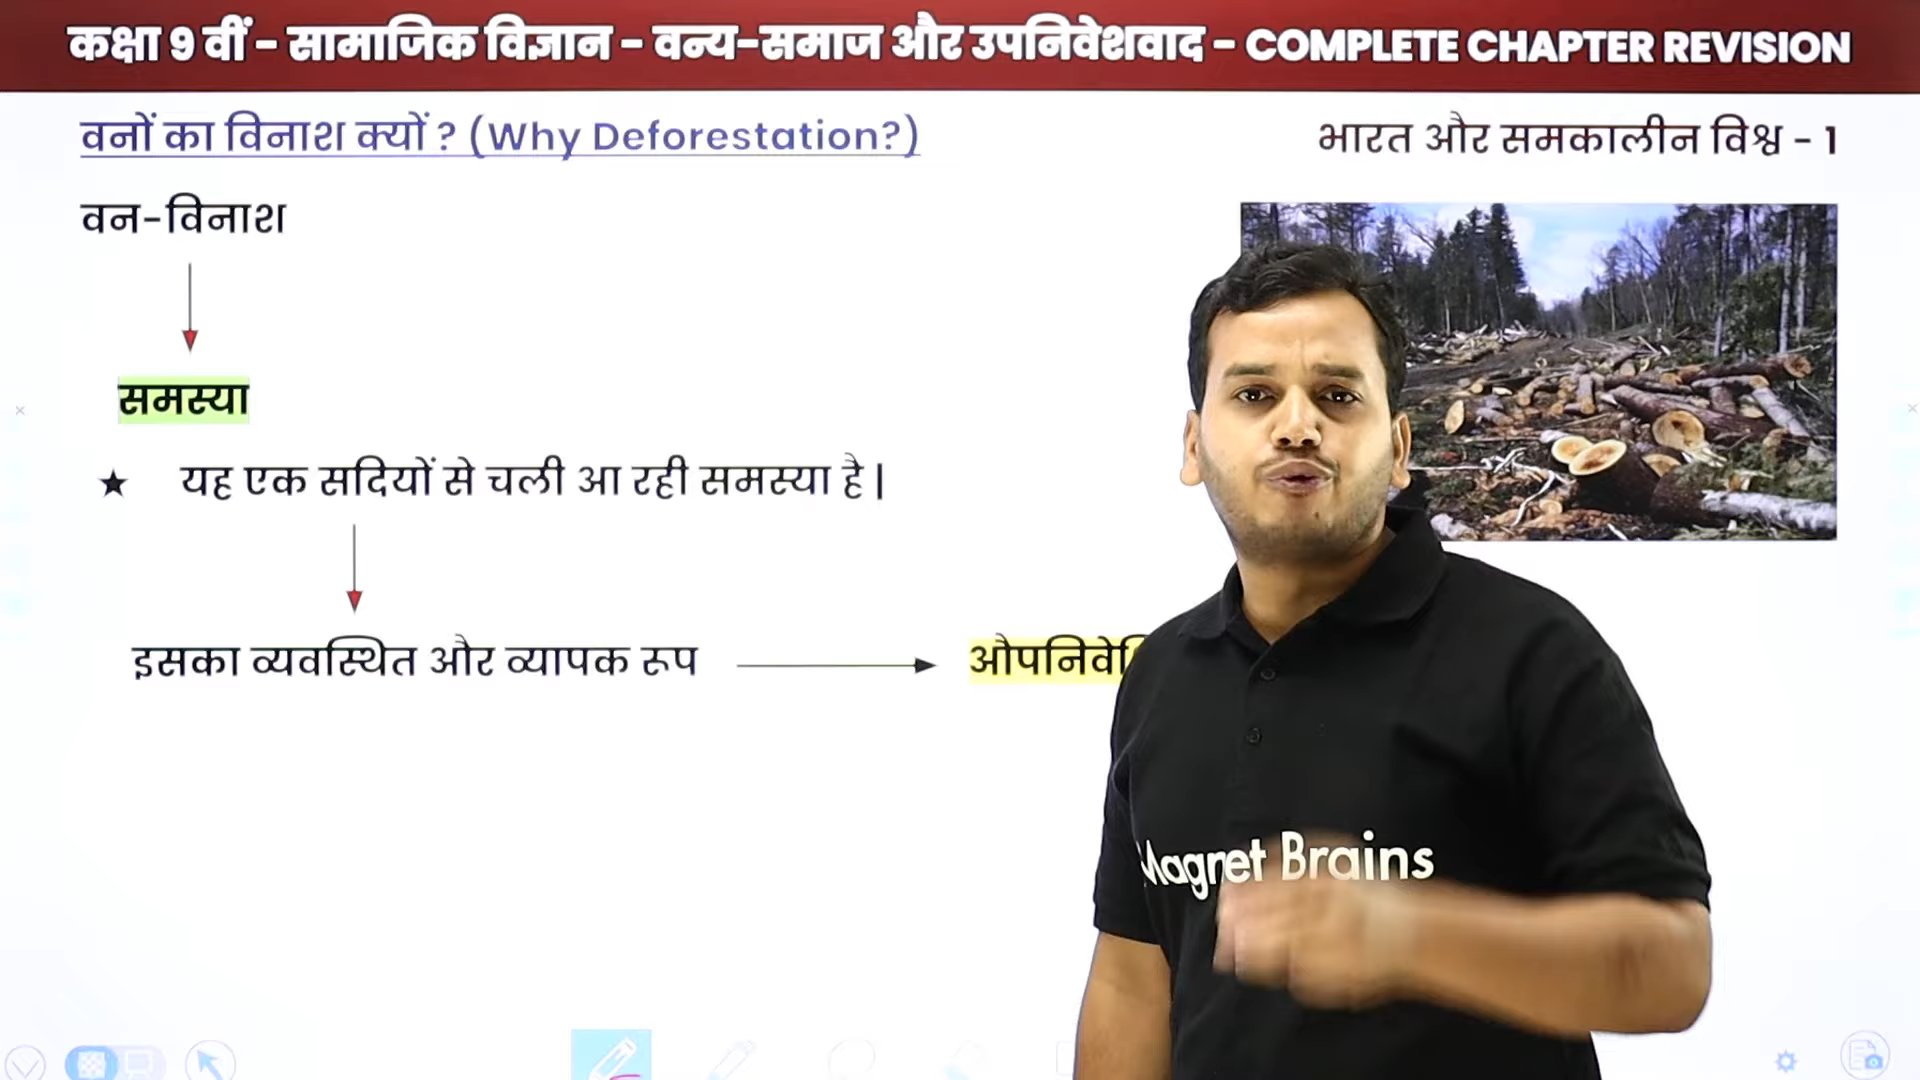 कक्षा 9 वीं - सामाजिक विज्ञान - वन्य-समाज और उपनिवेशवाद - COMPLETE CHAPTER REVISION
वनों का विनाश क्यों ? (Why Deforestation?)
भारत और समकालीन विश्व - 1
वन-विनाश
समस्या
★ यह एक सदियों से चली आ रही समस्या है |
इसका व्यवस्थित और व्यापक रूप
Magnet Brains